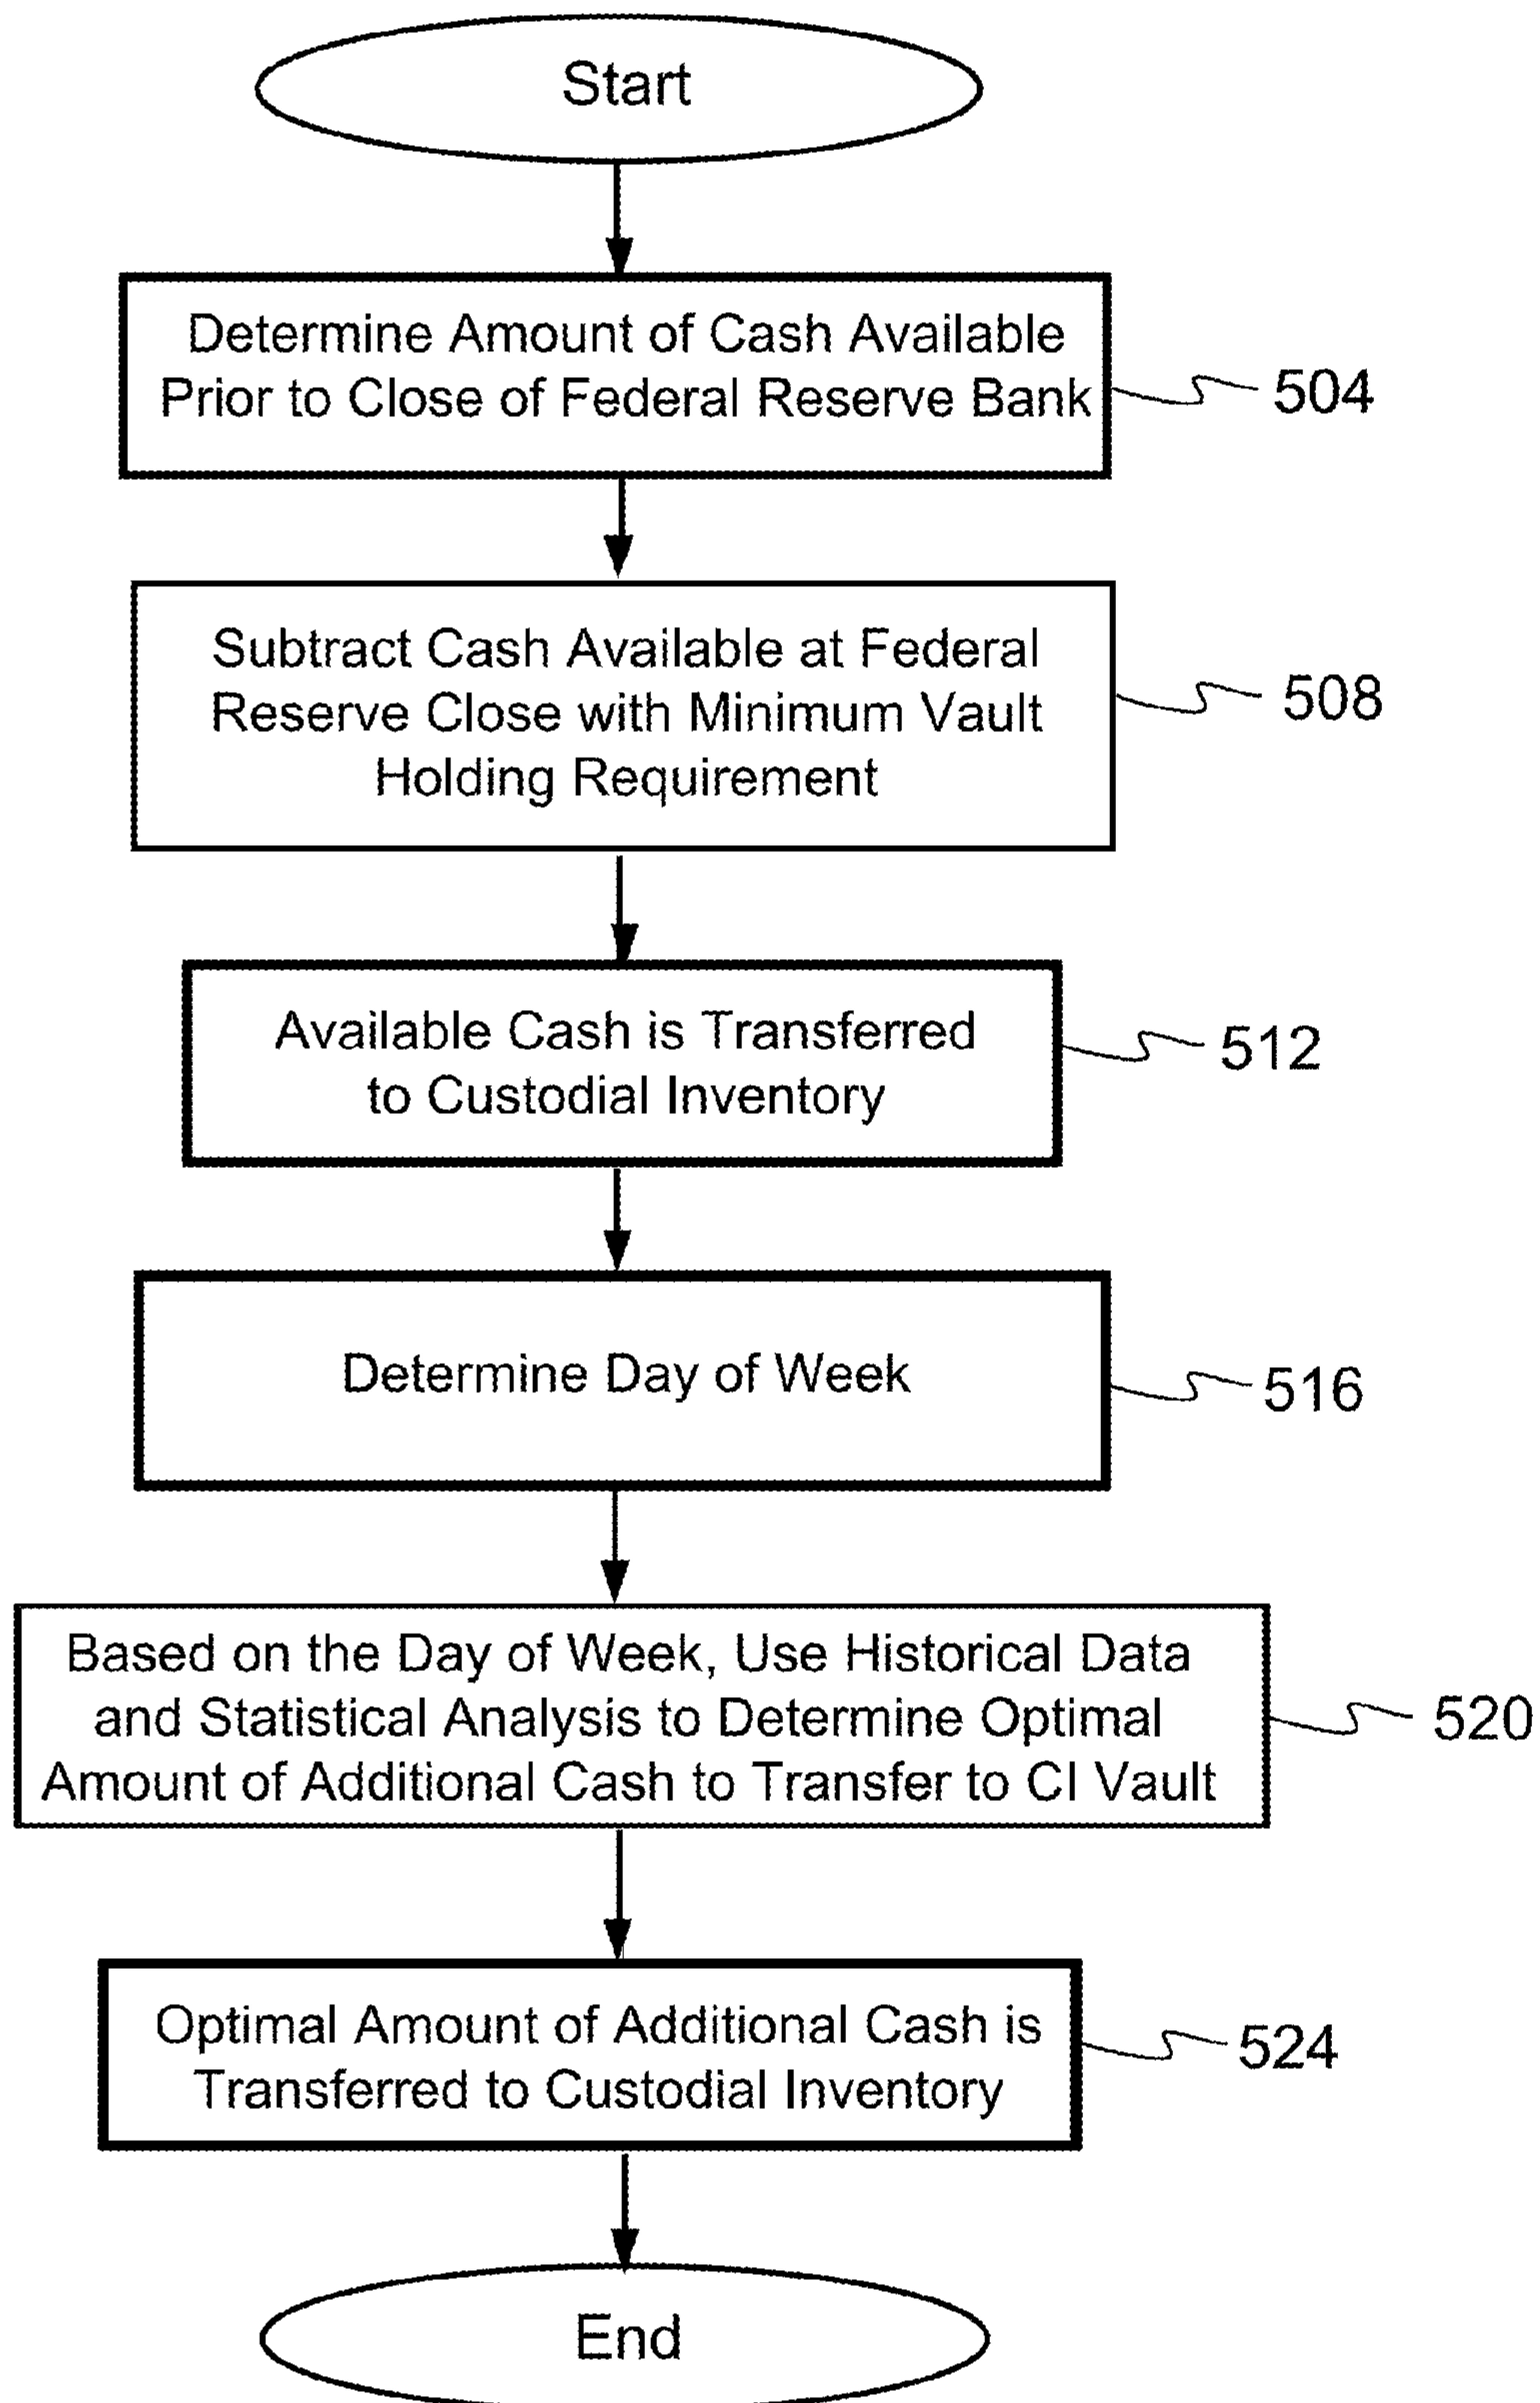 Start
Determine Amount of Cash Available
Prior to Close of Federal Reserve Bank
504
Subtract Cash Available at Federal
Reserve Close with Minimum Vault
Holding Requirement
508
Available Cash is Transferred
to Custodial Inventory
512
Determine Day of Week
516
Based on the Day of Week, Use Historical Data
and Statistical Analysis to Determine Optimal
Amount of Additional Cash to Transfer to CI Vault
520
Optimal Amount of Additional Cash is
Transferred to Custodial Inventory
524
End